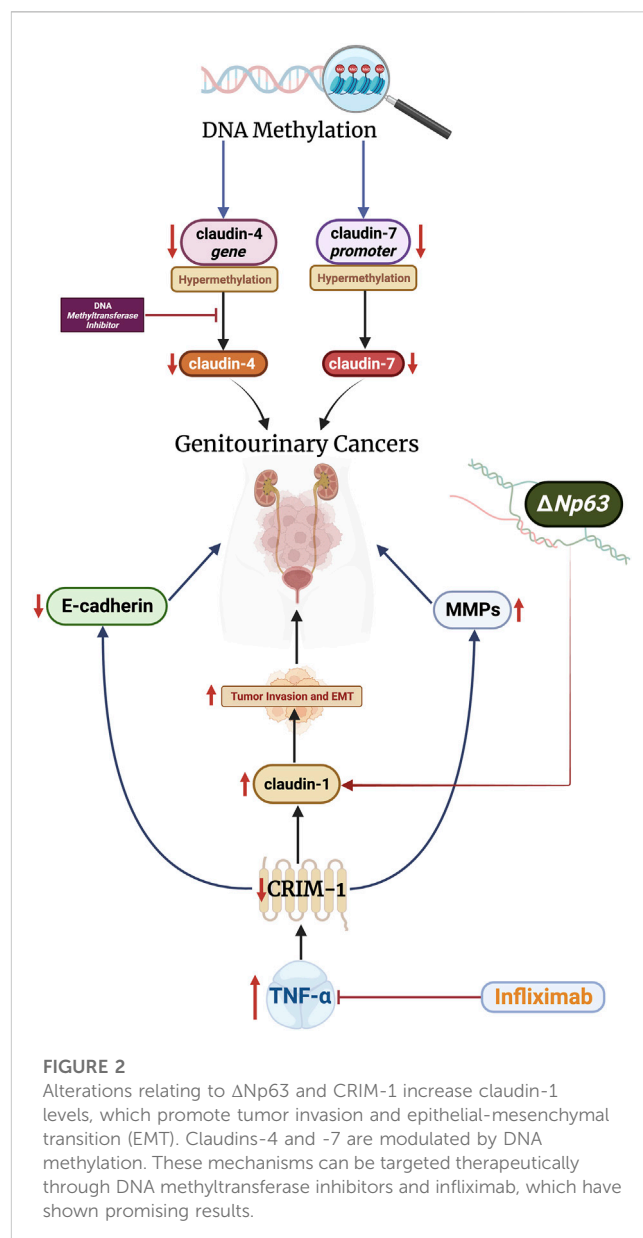 DNA Methylation
claudin-4
gene
claudin-7
promoter
Hypermethylation
Hypermethylation
DNA
Methyltransferase
Inhibitor
claudin-4
claudin-7
Genitourinary Cancers
ΔNp63
E-cadherin
MMPs
Tumor Invasion and EMT
claudin-1
CRIM-1
TNF-α
Infliximab
FIGURE 2
Alterations relating to ΔNp63 and CRIM-1 increase claudin-1
levels, which promote tumor invasion and epithelial-mesenchymal
transition (EMT). Claudins-4 and -7 are modulated by DNA
methylation. These mechanisms can be targeted therapeutically
through DNA methyltransferase inhibitors and infliximab, which have
shown promising results.